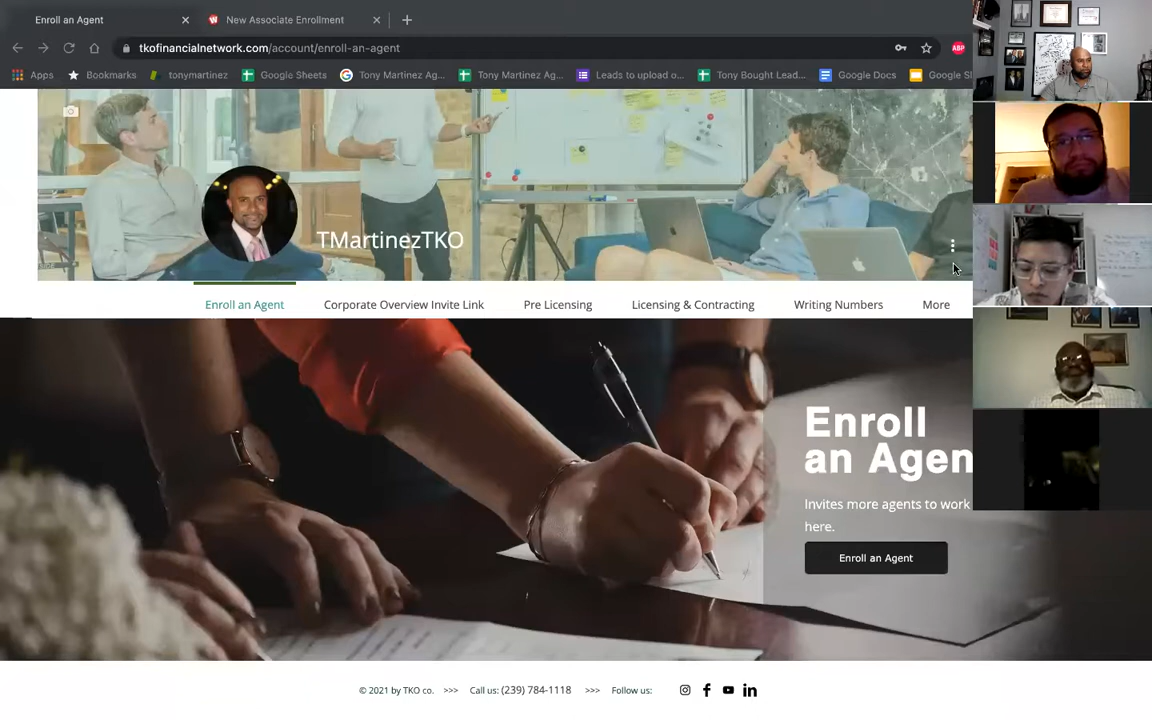 Enroll an Agent
New Associate Enrollment
tkofinancialnetwork.com/account/enroll-an-agent
Apps
Bookmarks
tonymartinez
Google Sheets
Tony Martinez Ag...
Tony Martinez Ag...
Leads to upload o...
Tony Bought Lead...
Google Docs
Google Sl
ABP
TMartinezTKO
Enroll an Agent
Corporate Overview Invite Link
Pre Licensing
Licensing & Contracting
Writing Numbers
More
Enroll
an Agen
Invites more agents to work
here.
Enroll an Agent
© 2021 by TKO co. >>> Call us: (239) 784-1118 >>> Follow us: